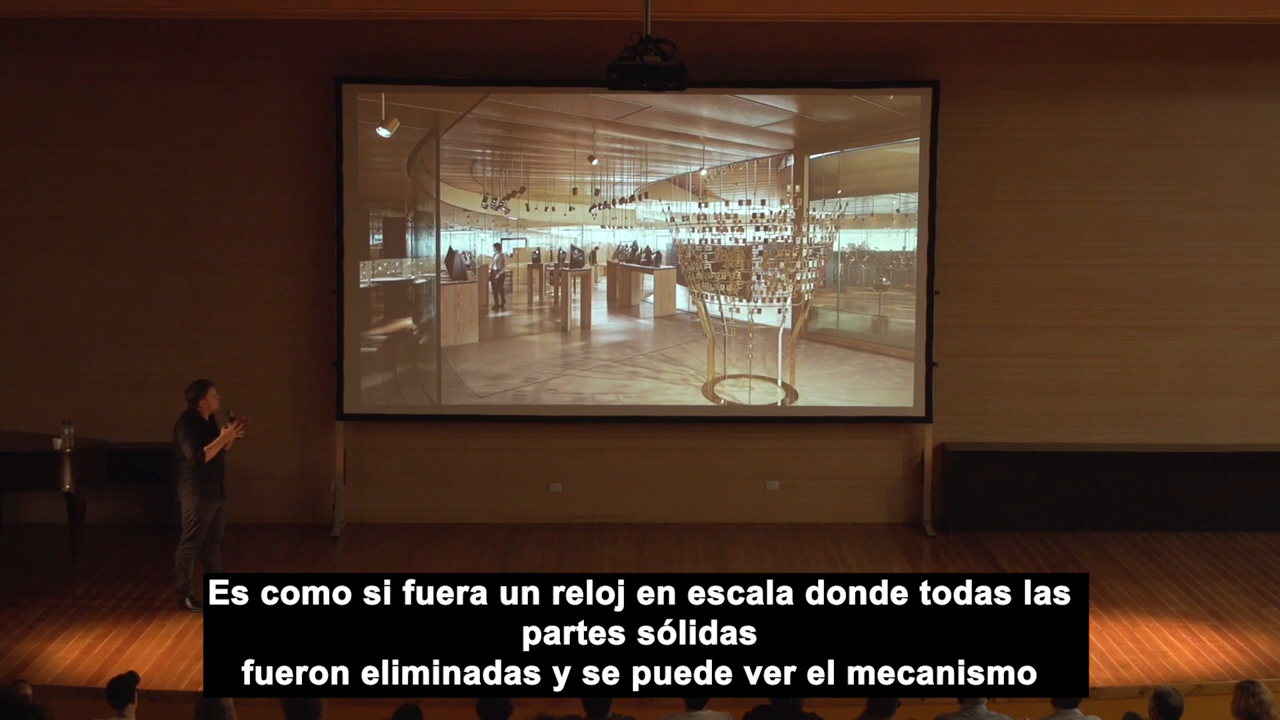 Es como si fuera un reloj en escala donde todas las
partes sólidas
fueron eliminadas y se puede ver el mecanismo